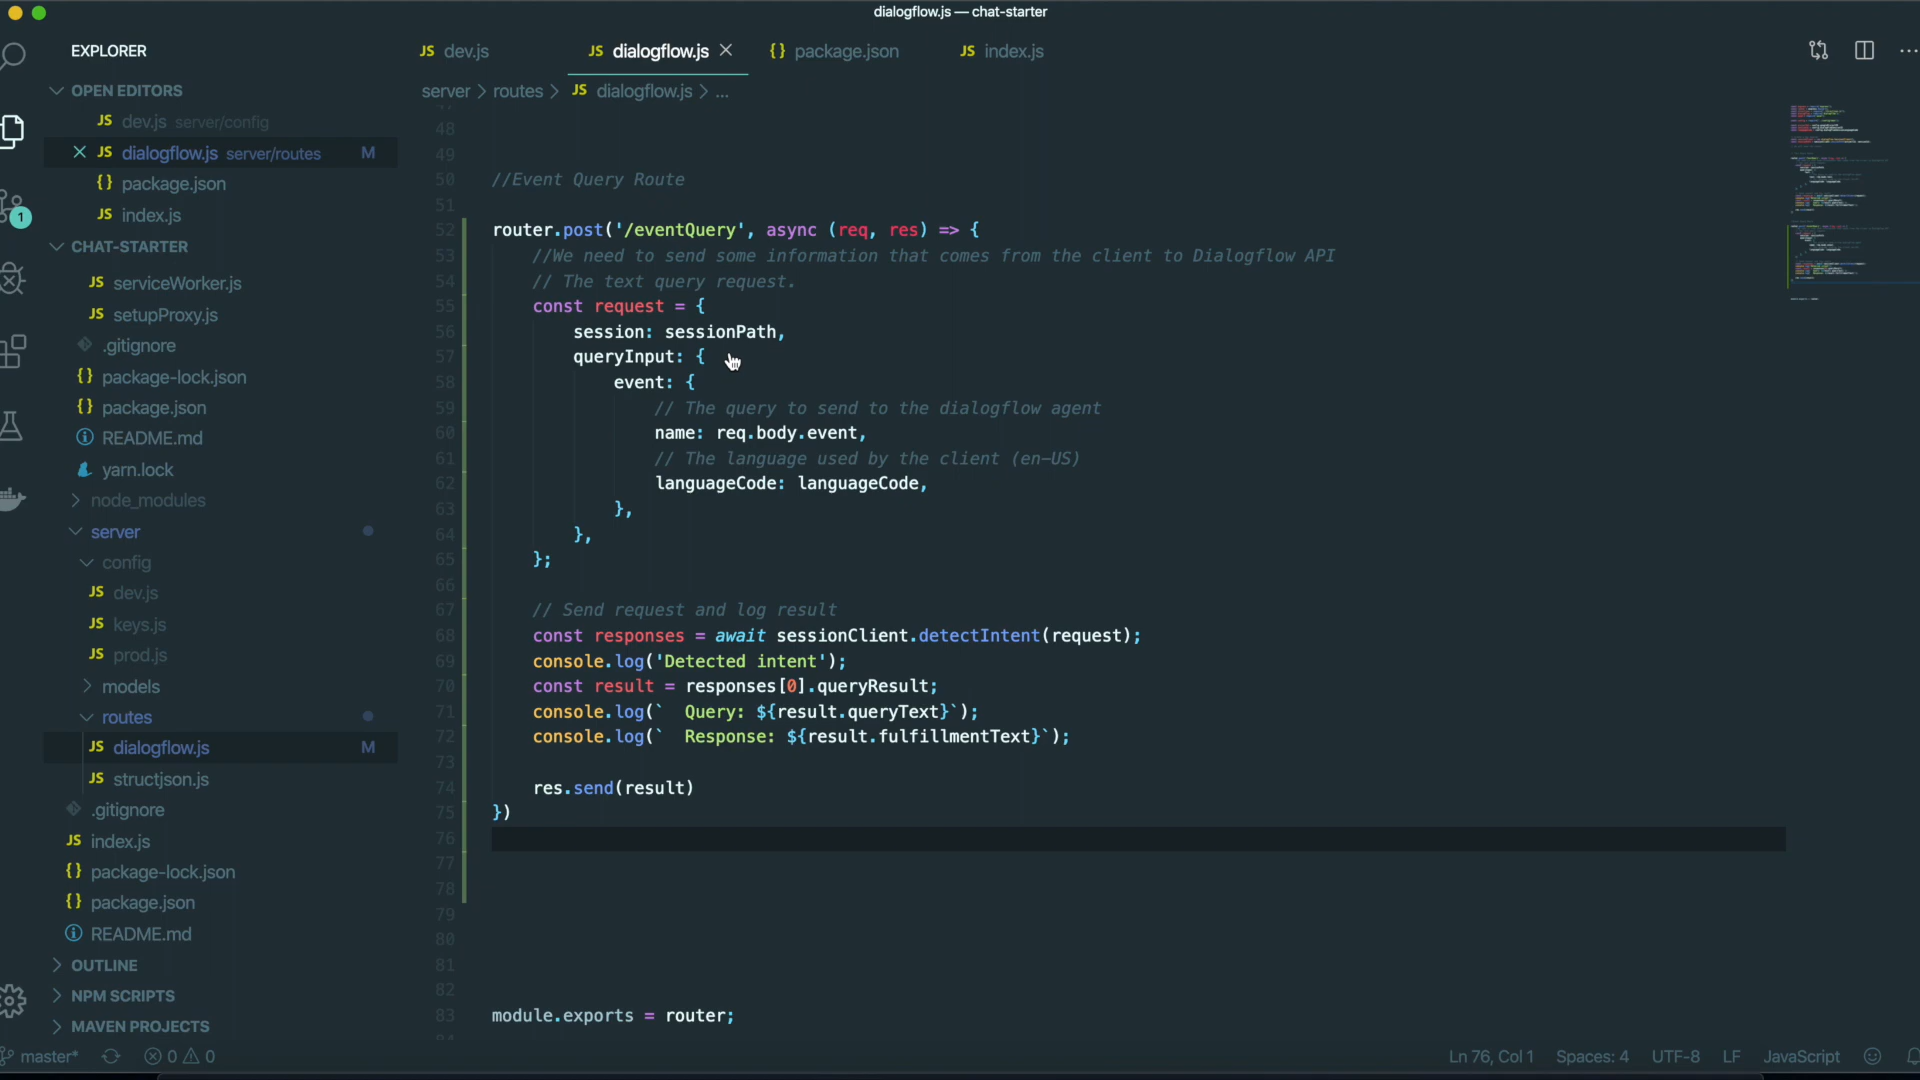 dialogflow.js — chat-starter
EXPLORER
JS dev.js
JS dialogflow.js
{} package.json
JS index.js
OPEN EDITORS
server > routes > JS dialogflow.js > ...
JS dev.js server/config
JS dialogflow.js server/routes M
{} package.json
JS index.js
CHAT-STARTER
JS serviceWorker.js
JS setupProxy.js
.gitignore
{} package-lock.json
{} package.json
README.md
yarn.lock
node_modules
server
config
JS dev.js
JS keys.js
JS prod.js
models
routes
JS dialogflow.js M
JS structjson.js
.gitignore
JS index.js
{} package-lock.json
{} package.json
README.md
OUTLINE
NPM SCRIPTS
MAVEN PROJECTS
1
48
49
50 //Event Query Route
51
52 router.post('/eventQuery', async (req, res) => {
53 //We need to send some information that comes from the client to Dialogflow API
54 // The text query request.
55 const request = {
56 session: sessionPath,
57 queryInput: {
58 event: {
59 // The query to send to the dialogflow agent
60 name: req.body.event,
61 // The language used by the client (en-US)
62 languageCode: languageCode,
63 },
64 },
65 };
66
67 // Send request and log result
68 const responses = await sessionClient.detectIntent(request);
69 console.log('Detected intent');
70 const result = responses[0].queryResult;
71 console.log(`  Query: ${result.queryText}`);
72 console.log(`  Response: ${result.fulfillmentText}`);
73
74 res.send(result)
75 })
76
77
78
79
80
81
82
83 module.exports = router;
master* 0 0
Ln 76, Col 1 Spaces: 4 UTF-8 LF JavaScript